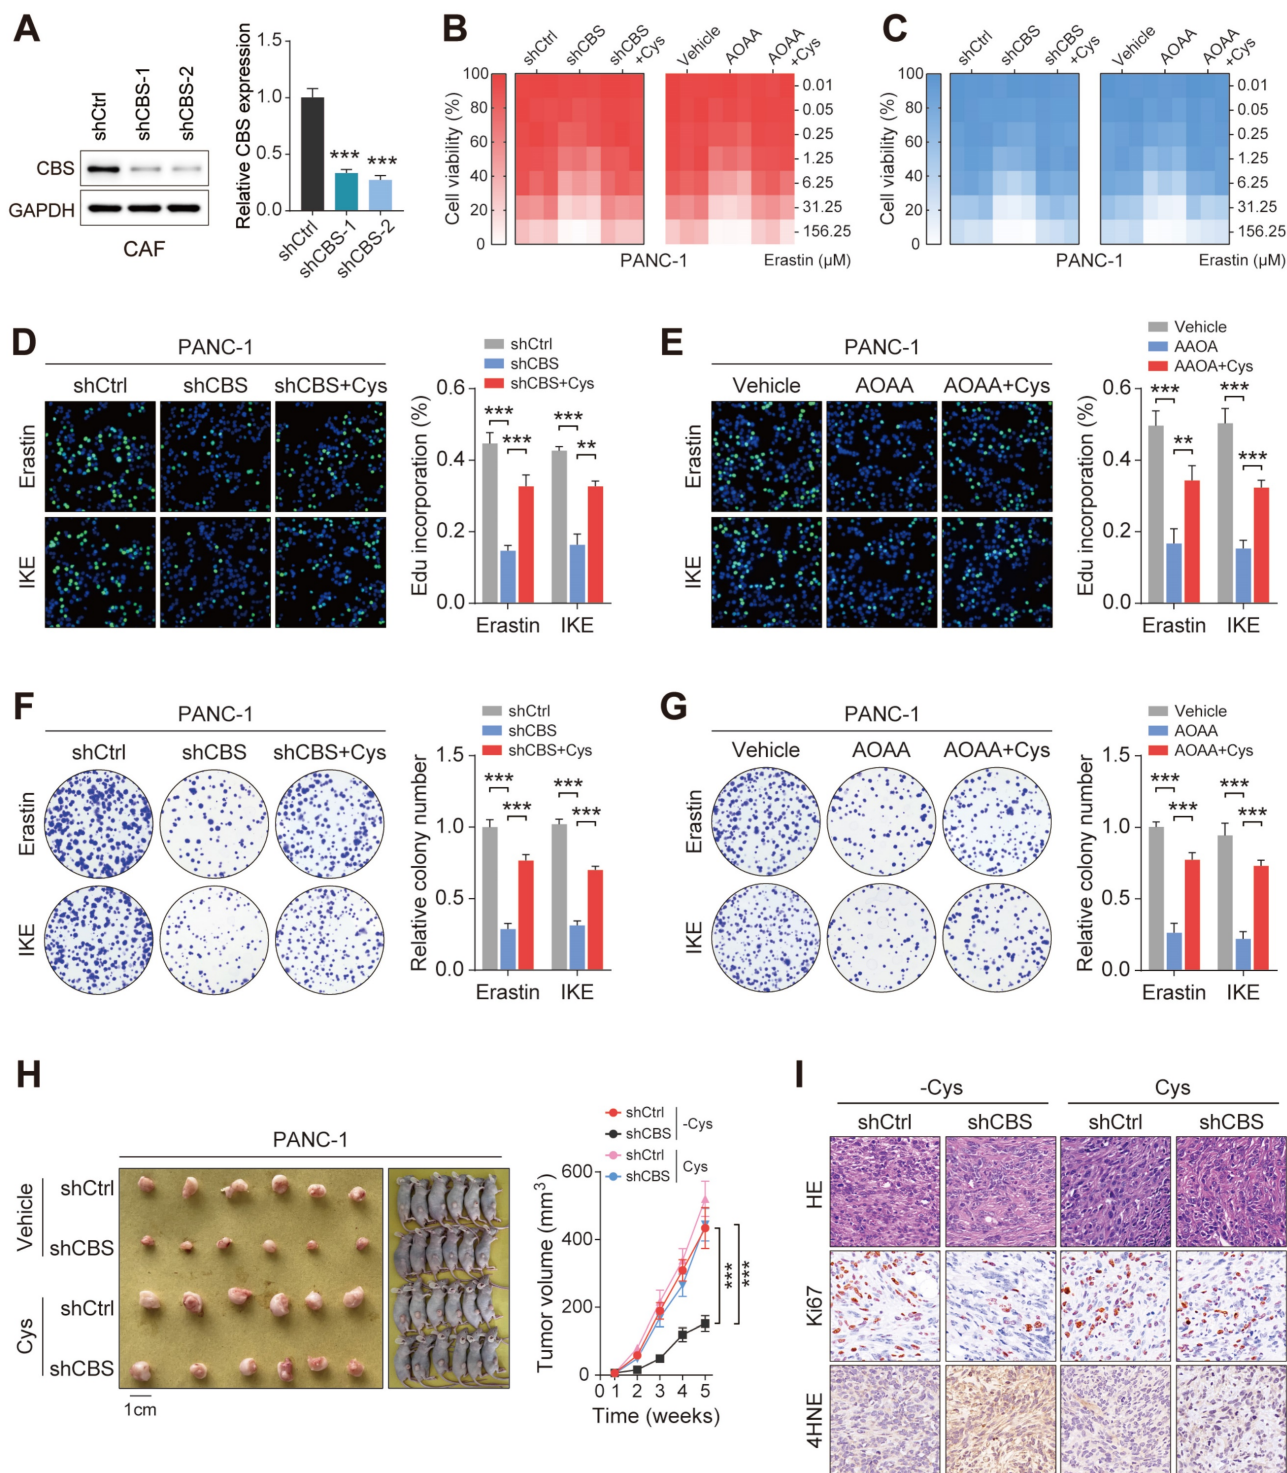 A
shCtrl
shCBS-1
shCBS-2
CBS
GAPDH
CAF
Relative CBS expression
1.5
1.0
0.5
0.0
***
***
shCtrl
shCBS-1
shCBS-2
B
shCtrl
shCBS
shCBS
+Cys
Vehicle
AOAA
AOAA
+Cys
Cell viability (%)
100
80
60
40
20
0
0.01
0.05
0.25
1.25
6.25
31.25
156.25
PANC-1
Erastin (μM)
C
shCtrl
shCBS
shCBS
+Cys
Vehicle
AOAA
AOAA
+Cys
Cell viability (%)
100
80
60
40
20
0
0.01
0.05
0.25
1.25
6.25
31.25
156.25
PANC-1
Erastin (μM)
D
PANC-1
shCtrl
shCBS
shCBS+Cys
Erastin
IKE
shCtrl
shCBS
shCBS+Cys
Edu incorporation (%)
0.6
0.4
0.2
0.0
***
***
***
**
Erastin
IKE
E
PANC-1
Vehicle
AOAA
AOAA+Cys
Erastin
IKE
Vehicle
AAOA
AAOA+Cys
Edu incorporation (%)
0.6
0.4
0.2
0.0
***
**
***
***
Erastin
IKE
F
PANC-1
shCtrl
shCBS
shCBS+Cys
Erastin
IKE
shCtrl
shCBS
shCBS+Cys
Relative colony number
1.5
1.0
0.5
0.0
***
***
***
***
Erastin
IKE
G
PANC-1
Vehicle
AOAA
AOAA+Cys
Erastin
IKE
Vehicle
AOAA
AOAA+Cys
Relative colony number
1.5
1.0
0.5
0.0
***
***
***
***
Erastin
IKE
H
PANC-1
Vehicle
shCtrl
shCBS
Cys
shCtrl
shCBS
1cm
shCtrl
shCBS
-Cys
shCtrl
shCBS
Cys
Tumor volume (mm³)
600
400
200
0
0 1 2 3 4 5
Time (weeks)
***
***
I
-Cys
Cys
shCtrl
shCBS
shCtrl
shCBS
HE
Ki67
4HNE